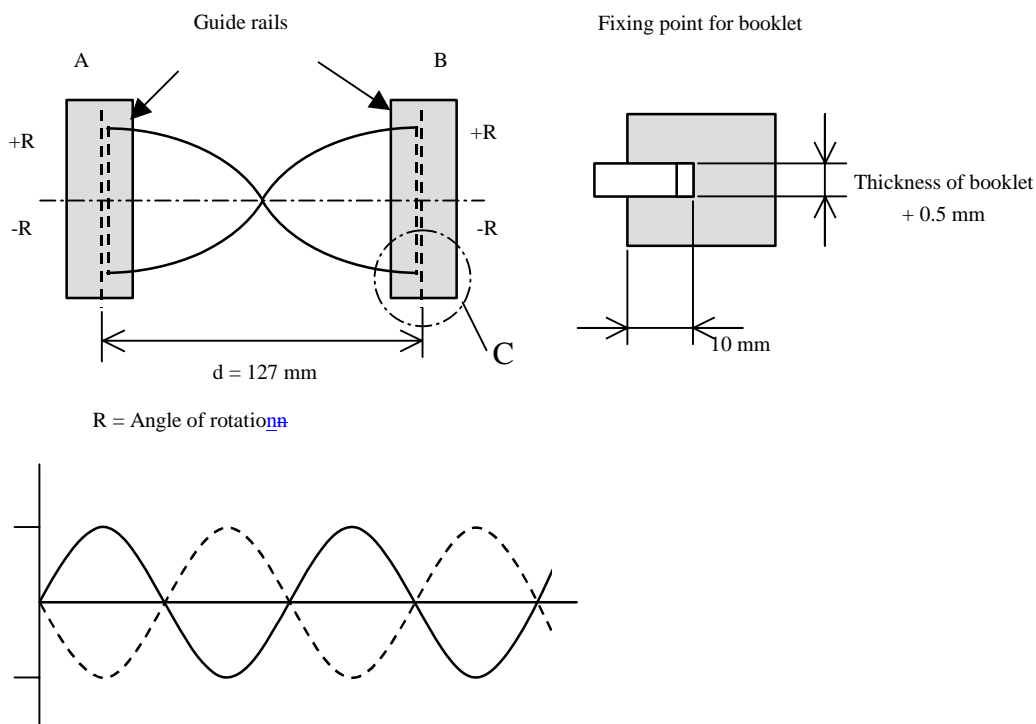 Guide rails
Fixing point for booklet
A
B
+R
+R
-R
-R
Thickness of booklet
+ 0.5 mm
C
10 mm
d = 127 mm
R = Angle of rotationn